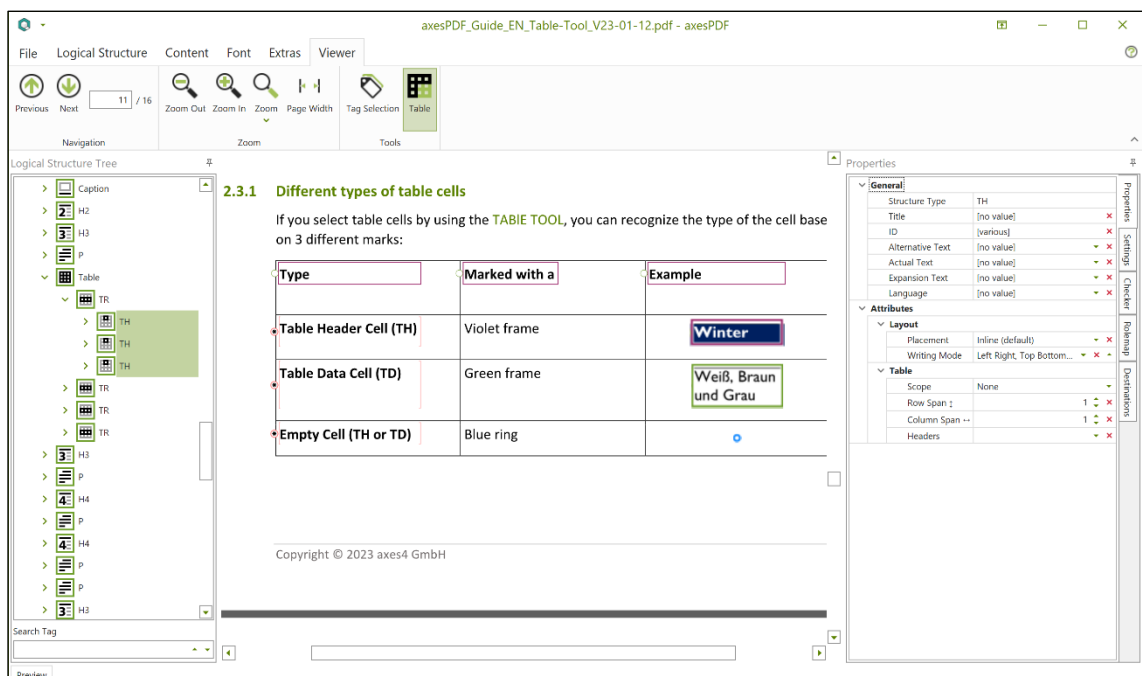 axesPDF_Guide_EN_Table-Tool_V23-01-12.pdf - axesPDF
File Logical Structure Content Font Extras Viewer
Previous Next 11 / 16 Zoom Out Zoom In Zoom Page Width Tag Selection Table
Navigation Zoom Tools
Logical Structure Tree
Caption
H2
H3
P
Table
TR
TH
TH
TH
TR
TR
TR
H3
P
H4
P
H4
P
P
H3
Search Tag
Preview
2.3.1 Different types of table cells
If you select table cells by using the TABlE TOOL, you can recognize the type of the cell base
on 3 different marks:
Type Marked with a Example
Table Header Cell (TH) Violet frame Winter
Table Data Cell (TD) Green frame Weiß, Braun
und Grau
Empty Cell (TH or TD) Blue ring
Copyright © 2023 axes4 GmbH
Properties
General
Structure Type TH
Title [no value]
ID [various]
Alternative Text [no value]
Actual Text [no value]
Expansion Text [no value]
Language [no value]
Attributes
Layout
Placement Inline (default)
Writing Mode Left Right, Top Bottom...
Table
Scope None
Row Span 1
Column Span 1
Headers
Properties
Settings
Checker
Rolemap
Destinations